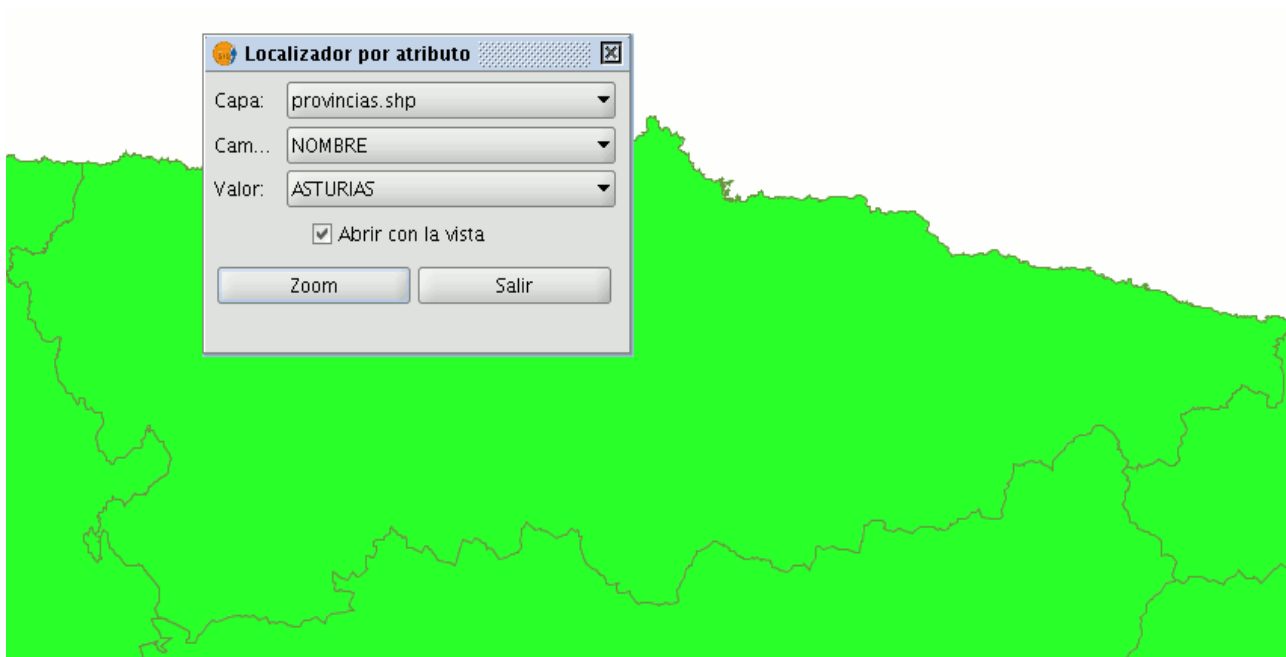 Localizador por atributo
Capa: provincias.shp
Cam... NOMBRE
Valor: ASTURIAS
Abrir con la vista
Zoom Salir